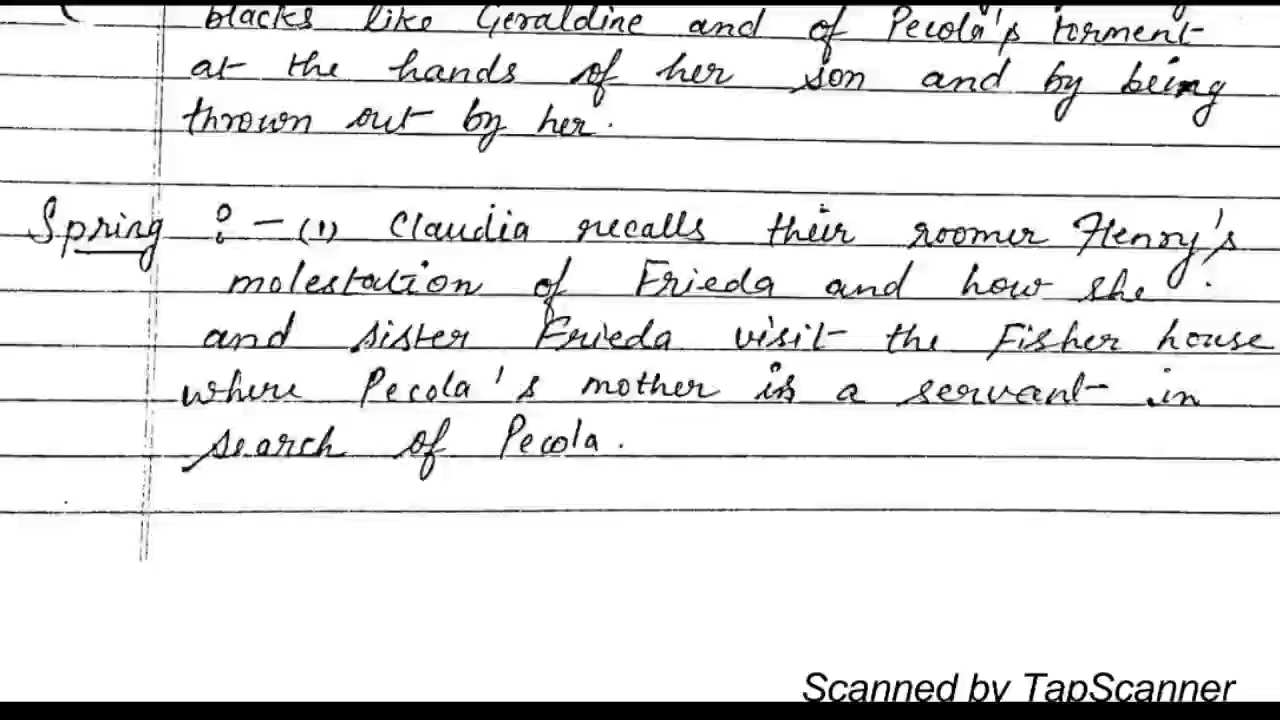 blacks like Geraldine and of Pecola's torment
at the hands of her son and by being
thrown out by her.
Spring :- (1) Claudia recalls their roomer Henry's
molestation of Frieda and how she
and sister Frieda visit the Fisher house
where Pecola's mother is a servant in
search of Pecola.
Scanned by TapScanner